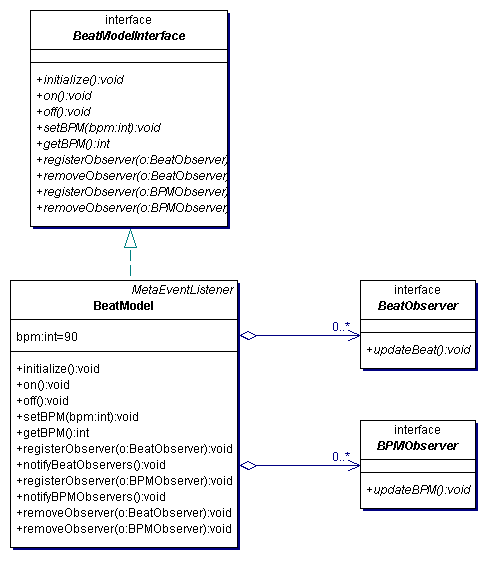 interface
BeatModelInterface
+initialize():void
+on():void
+off():void
+setBPM(bpm:int):void
+getBPM():int
+registerObserver(o:BeatObserver)
+removeObserver(o:BeatObserver)
+registerObserver(o:BPMObserver)
+removeObserver(o:BPMObserver)
MetaEventListener
BeatModel
bpm:int=90
+initialize():void
+on():void
+off():void
+setBPM(bpm:int):void
+getBPM():int
+registerObserver(o:BeatObserver):void
+notifyBeatObservers():void
+registerObserver(o:BPMObserver):void
+notifyBPMObservers():void
+removeObserver(o:BeatObserver):void
+removeObserver(o:BPMObserver):void
0..*
interface
BeatObserver
+updateBeat():void
0..*
interface
BPMObserver
+updateBPM():void